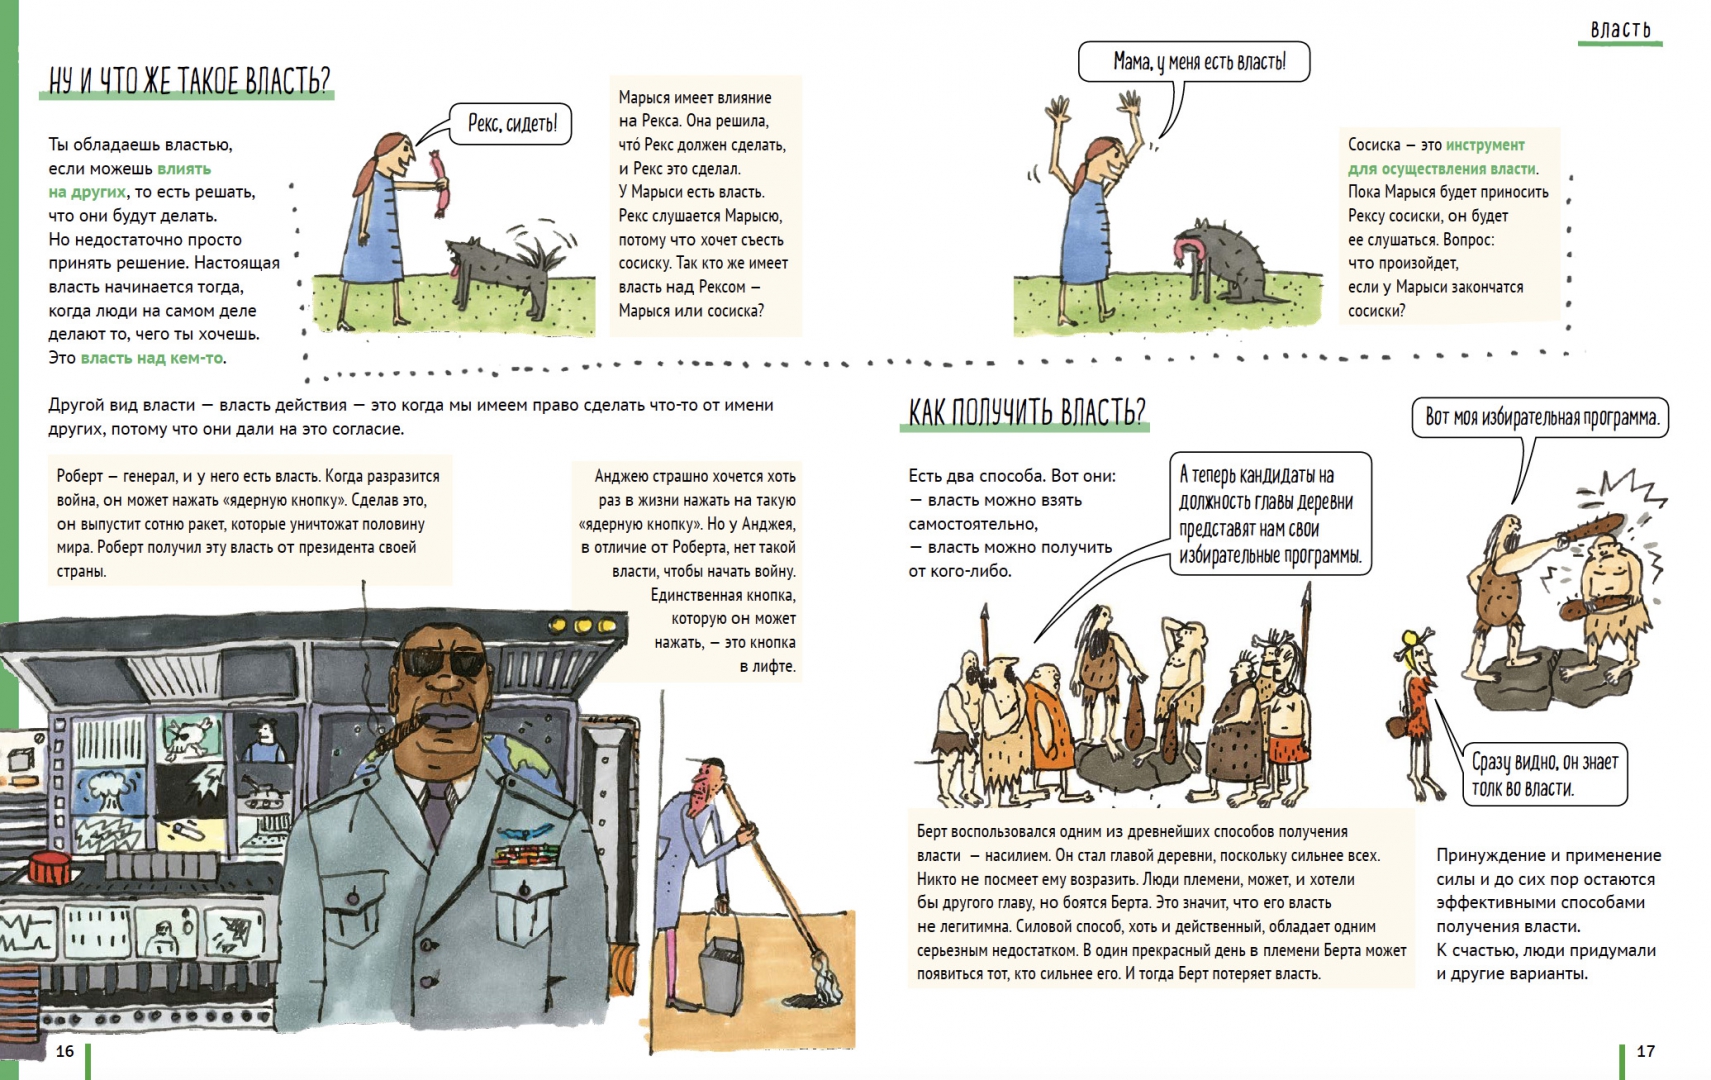 НУ И ЧТО ЖЕ ТАКОЕ ВЛАСТЬ?
Ты обладаешь властью,
если можешь влиять
на других, то есть решать,
что они будут делать.
Но недостаточно просто
принять решение. Настоящая
власть начинается тогда,
когда люди на самом деле
делают то, чего ты хочешь.
Это власть над кем-то.
Рекс, сидеть!
Марыся имеет влияние
на Рекса. Она решила,
что́ Рекс должен сделать,
и Рекс это сделал.
У Марыси есть власть.
Рекс слушается Марысю,
потому что хочет съесть
сосиску. Так кто же имеет
власть над Рексом —
Марыся или сосиска?
Другой вид власти — власть действия — это когда мы имеем право сделать что-то от имени
других, потому что они дали на это согласие.
Роберт — генерал, и у него есть власть. Когда разразится
война, он может нажать «ядерную кнопку». Сделав это,
он выпустит сотню ракет, которые уничтожат половину
мира. Роберт получил эту власть от президента своей
страны.
Анджею страшно хочется хоть
раз в жизни нажать на такую
«ядерную кнопку». Но у Анджея,
в отличие от Роберта, нет такой
власти, чтобы начать войну.
Единственная кнопка,
которую он может
нажать, — это кнопка
в лифте.
16
власть
Мама, у меня есть власть!
Сосиска — это инструмент
для осуществления власти.
Пока Марыся будет приносить
Рексу сосиски, он будет
ее слушаться. Вопрос:
что произойдет,
если у Марыси закончатся
сосиски?
КАК ПОЛУЧИТЬ ВЛАСТЬ?
Есть два способа. Вот они:
— власть можно взять
самостоятельно,
— власть можно получить
от кого-либо.
А теперь кандидаты на
должность главы деревни
представят нам свои
избирательные программы.
Вот моя избирательная программа.
Сразу видно, он знает
толк во власти.
Берт воспользовался одним из древнейших способов получения
власти — насилием. Он стал главой деревни, поскольку сильнее всех.
Никто не посмеет ему возразить. Люди племени, может, и хотели
бы другого главу, но боятся Берта. Это значит, что его власть
не легитимна. Силовой способ, хоть и действенный, обладает одним
серьезным недостатком. В один прекрасный день в племени Берта может
появиться тот, кто сильнее его. И тогда Берт потеряет власть.
Принуждение и применение
силы и до сих пор остаются
эффективными способами
получения власти.
К счастью, люди придумали
и другие варианты.
17